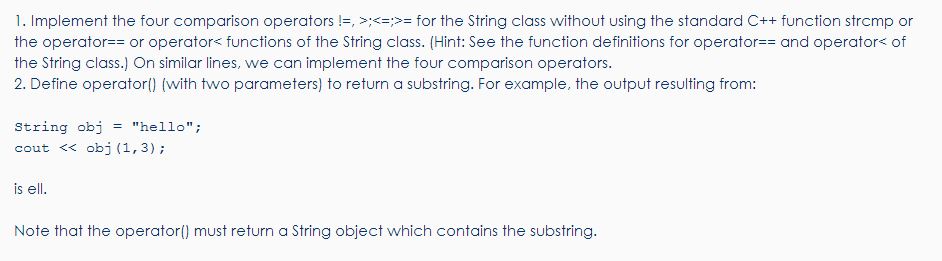 1. Implement the four comparison operators !=, >;<=;>= for the String class without using the standard C++ function strcmp or
the operator== or operator< functions of the String class. (Hint: See the function definitions for operator== and operator< of
the String class.) On similar lines, we can implement the four comparison operators.
2. Define operator() (with two parameters) to return a substring. For example, the output resulting from:
String obj = "hello";
cout << obj(1,3);
is ell.
Note that the operator() must return a String object which contains the substring.